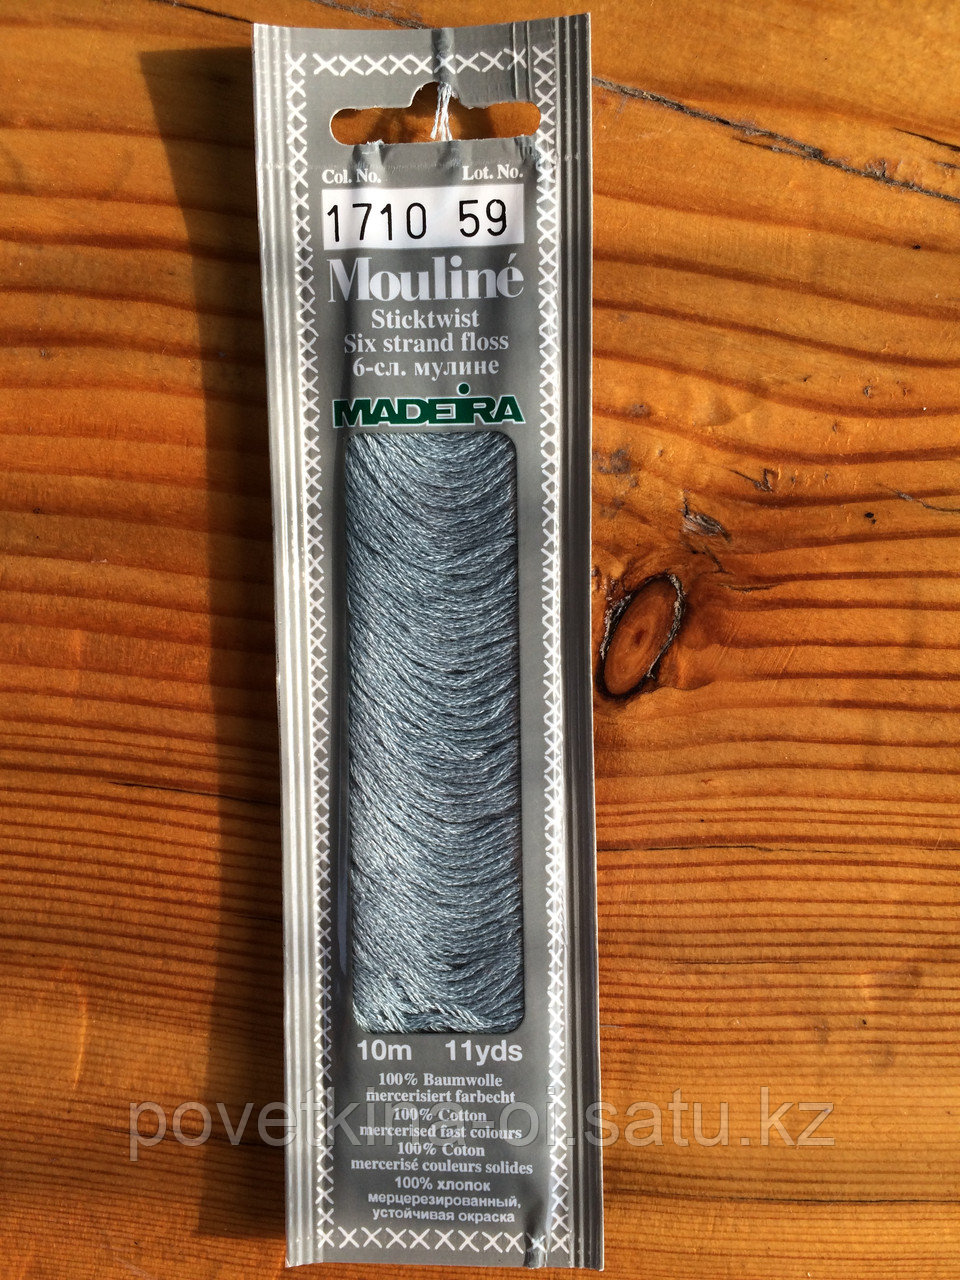 Col. No. Lot. No.
1710 59
Mouliné
Sticktwist
Six strand floss
6-сл. мулине
MADEIRA
10m 11yds
100% Baumwolle
mercerisiert farbecht
100% Cotton
mercerised fast colours
100% Coton
mercerisé couleurs solides
100% хлопок
мерцерезированный,
устойчивая окраска
povetkina-oi.satu.kz